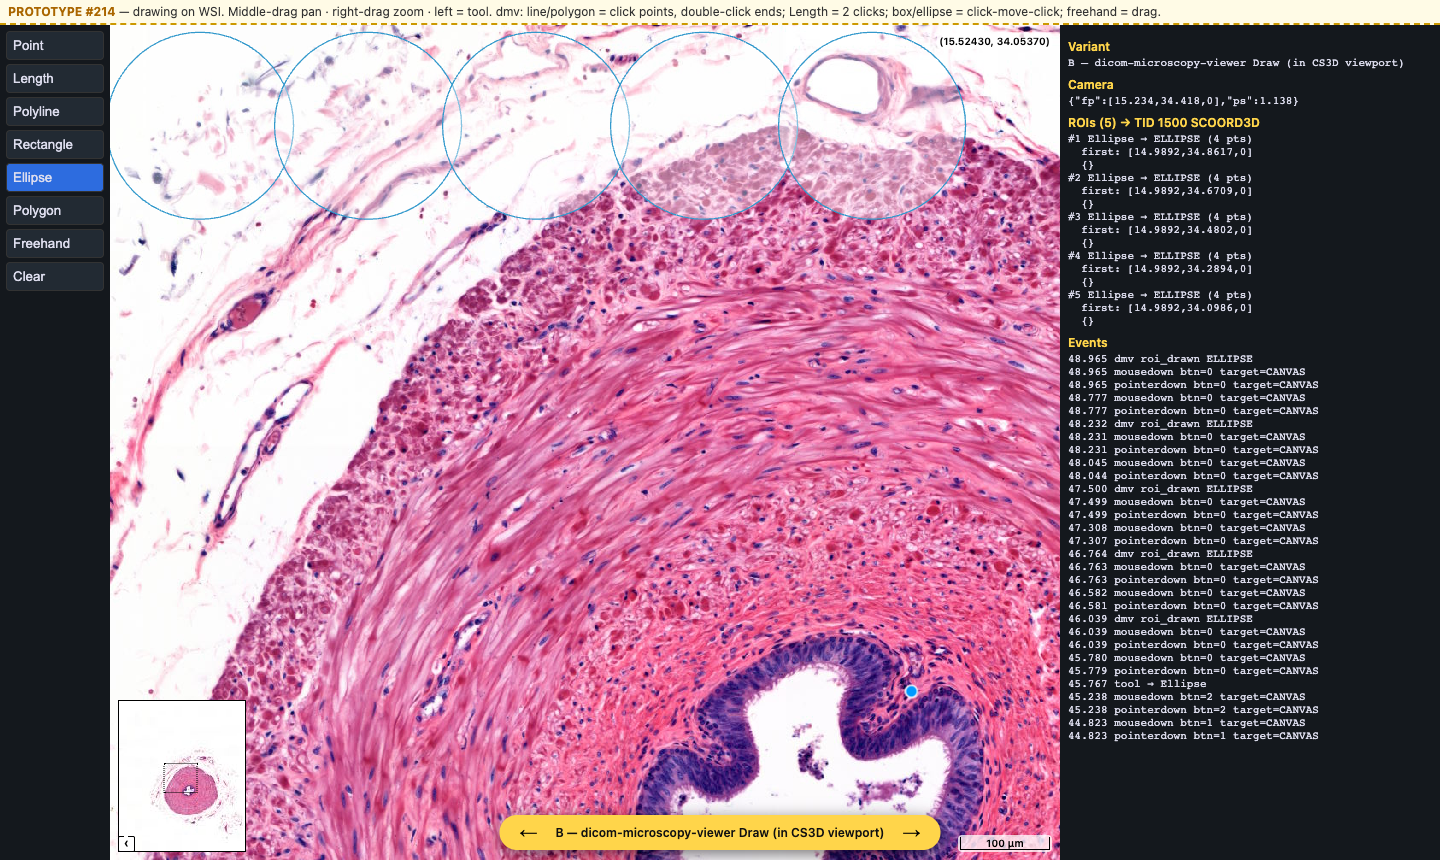 PROTOTYPE #214 — drawing on WSI. Middle-drag pan · right-drag zoom · left = tool. dmv: line/polygon = click points, double-click ends; Length = 2 clicks; box/ellipse = click-move-click; freehand = drag.
Point
Length
Polyline
Rectangle
Ellipse
Polygon
Freehand
Clear
(15.52430, 34.05370)
‹
← B — dicom-microscopy-viewer Draw (in CS3D viewport) →
100 µm
Variant
B — dicom-microscopy-viewer Draw (in CS3D viewport)
Camera
{"fp":[15.234,34.418,0],"ps":1.138}
ROIs (5) → TID 1500 SCOORD3D
#1 Ellipse → ELLIPSE (4 pts)
first: [14.9892,34.8617,0]
{}
#2 Ellipse → ELLIPSE (4 pts)
first: [14.9892,34.6709,0]
{}
#3 Ellipse → ELLIPSE (4 pts)
first: [14.9892,34.4802,0]
{}
#4 Ellipse → ELLIPSE (4 pts)
first: [14.9892,34.2894,0]
{}
#5 Ellipse → ELLIPSE (4 pts)
first: [14.9892,34.0986,0]
{}
Events
48.965 dmv roi_drawn ELLIPSE
48.965 mousedown btn=0 target=CANVAS
48.965 pointerdown btn=0 target=CANVAS
48.777 mousedown btn=0 target=CANVAS
48.777 pointerdown btn=0 target=CANVAS
48.232 dmv roi_drawn ELLIPSE
48.231 mousedown btn=0 target=CANVAS
48.231 pointerdown btn=0 target=CANVAS
48.045 mousedown btn=0 target=CANVAS
48.044 pointerdown btn=0 target=CANVAS
47.500 dmv roi_drawn ELLIPSE
47.499 mousedown btn=0 target=CANVAS
47.499 pointerdown btn=0 target=CANVAS
47.308 mousedown btn=0 target=CANVAS
47.307 pointerdown btn=0 target=CANVAS
46.764 dmv roi_drawn ELLIPSE
46.763 mousedown btn=0 target=CANVAS
46.763 pointerdown btn=0 target=CANVAS
46.582 mousedown btn=0 target=CANVAS
46.581 pointerdown btn=0 target=CANVAS
46.039 dmv roi_drawn ELLIPSE
46.039 mousedown btn=0 target=CANVAS
46.039 pointerdown btn=0 target=CANVAS
45.780 mousedown btn=0 target=CANVAS
45.779 pointerdown btn=0 target=CANVAS
45.767 tool → Ellipse
45.238 mousedown btn=2 target=CANVAS
45.238 pointerdown btn=2 target=CANVAS
44.823 mousedown btn=1 target=CANVAS
44.823 pointerdown btn=1 target=CANVAS